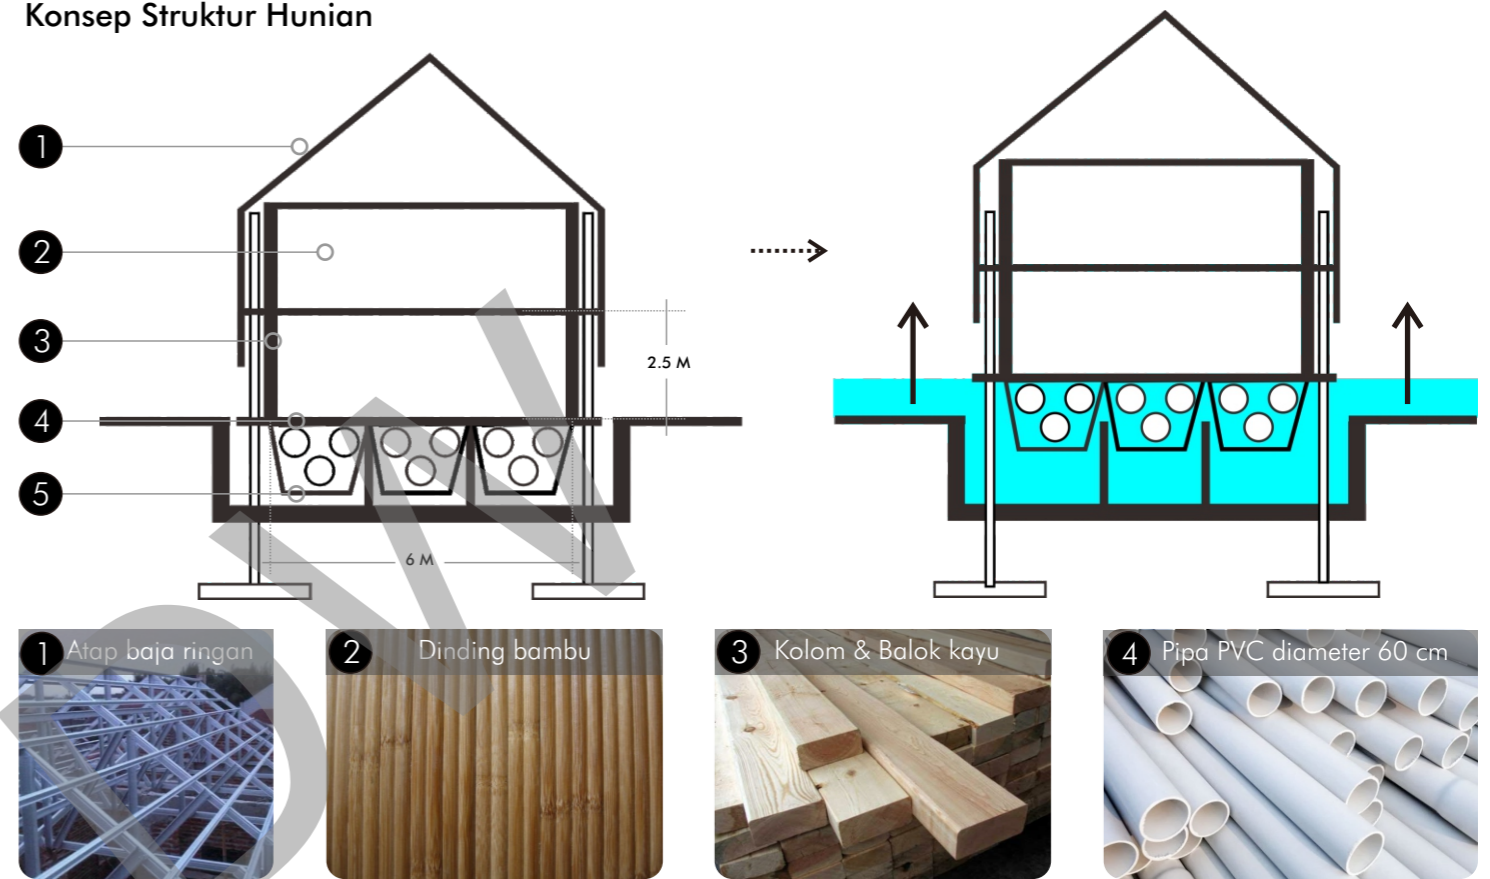 Konsep Struktur Hunian
1
2
3
4
5
2.5 M
6 M
1 Atap baja ringan
2 Dinding bambu
3 Kolom & Balok kayu
4 Pipa PVC diameter 60 cm